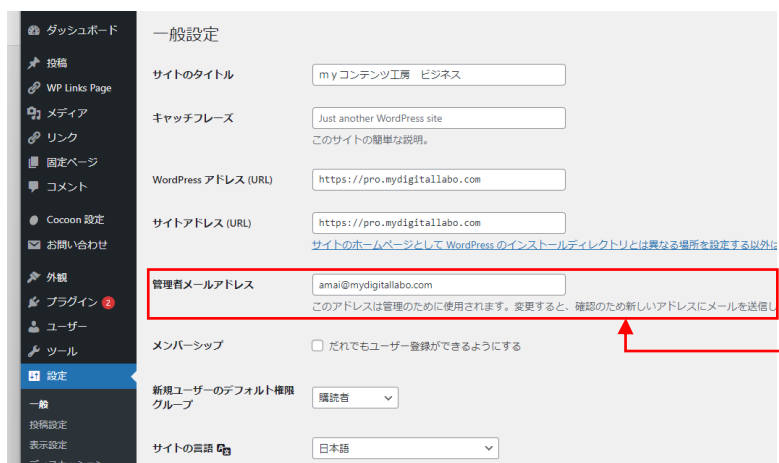 ダッシュボード
投稿
WP Links Page
メディア
リンク
固定ページ
コメント
Cocoon 設定
お問い合わせ
外観
プラグイン 2
ユーザー
ツール
設定
一般
投稿設定
表示設定
一般設定
サイトのタイトル
myコンテンツ工房　ビジネス
キャッチフレーズ
Just another WordPress site
このサイトの簡単な説明。
WordPress アドレス (URL)
https://pro.mydigitallabo.com
サイトアドレス (URL)
https://pro.mydigitallabo.com
サイトのホームページとして WordPress のインストールディレクトリとは異なる場所を設定する以外は
管理者メールアドレス
amai@mydigitallabo.com
このアドレスは管理のために使用されます。変更すると、確認のため新しいアドレスにメールを送信し
メンバーシップ
だれでもユーザー登録ができるようにする
新規ユーザーのデフォルト権限
グループ
購読者
サイトの言語
日本語